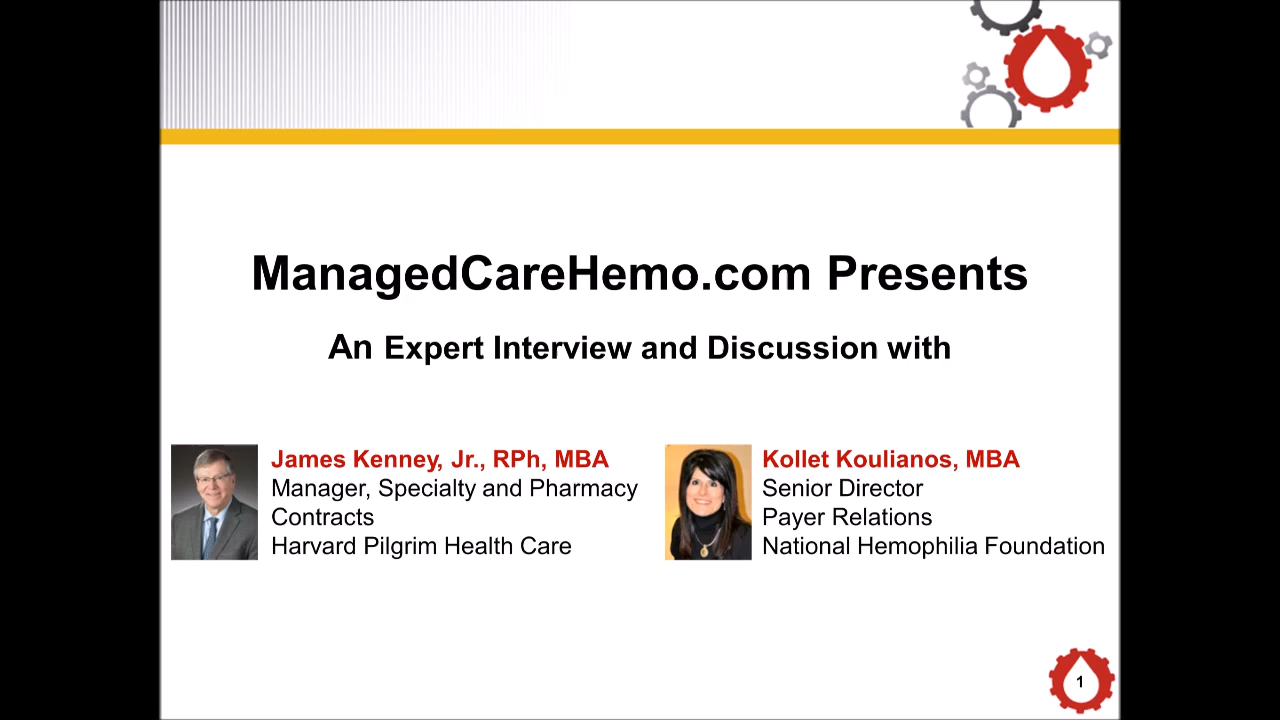 ManagedCareHemo.com Presents
An Expert Interview and Discussion with
James Kenney, Jr., RPh, MBA
Manager, Specialty and Pharmacy
Contracts
Harvard Pilgrim Health Care
Kollet Koulianos, MBA
Senior Director
Payer Relations
National Hemophilia Foundation
1